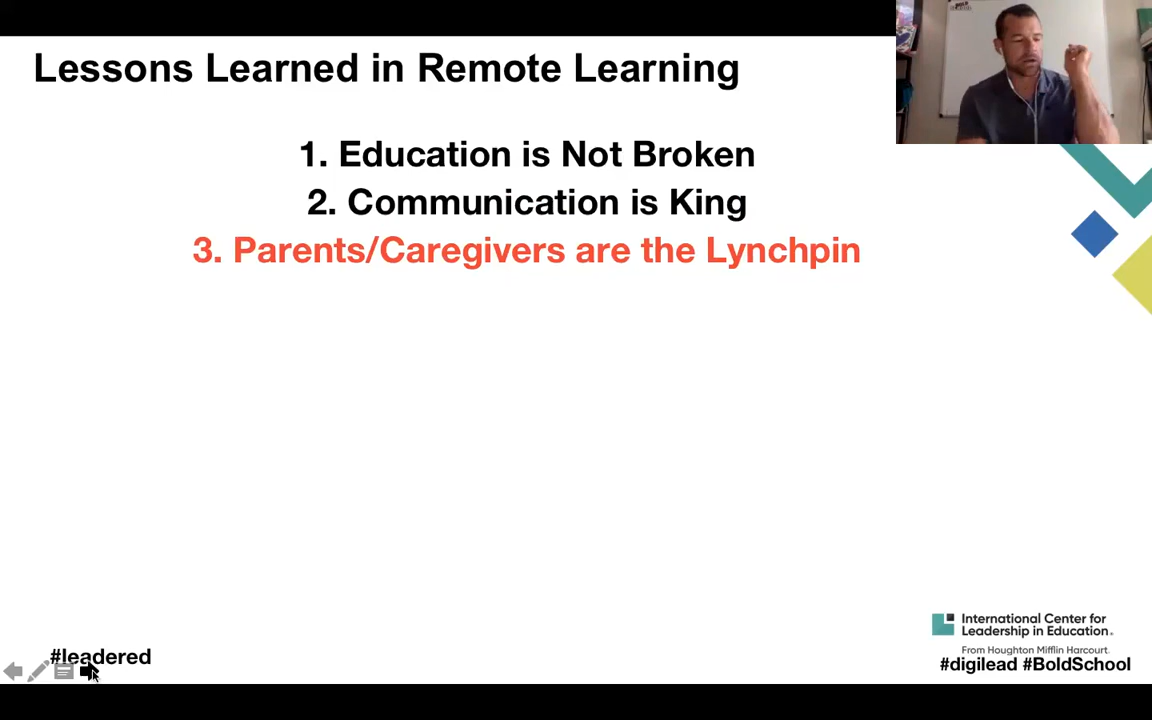 Lessons Learned in Remote Learning
1. Education is Not Broken
2. Communication is King
3. Parents/Caregivers are the Lynchpin
#leadered
International Center for
Leadership in Education.
From Houghton Mifflin Harcourt.
#digilead #BoldSchool